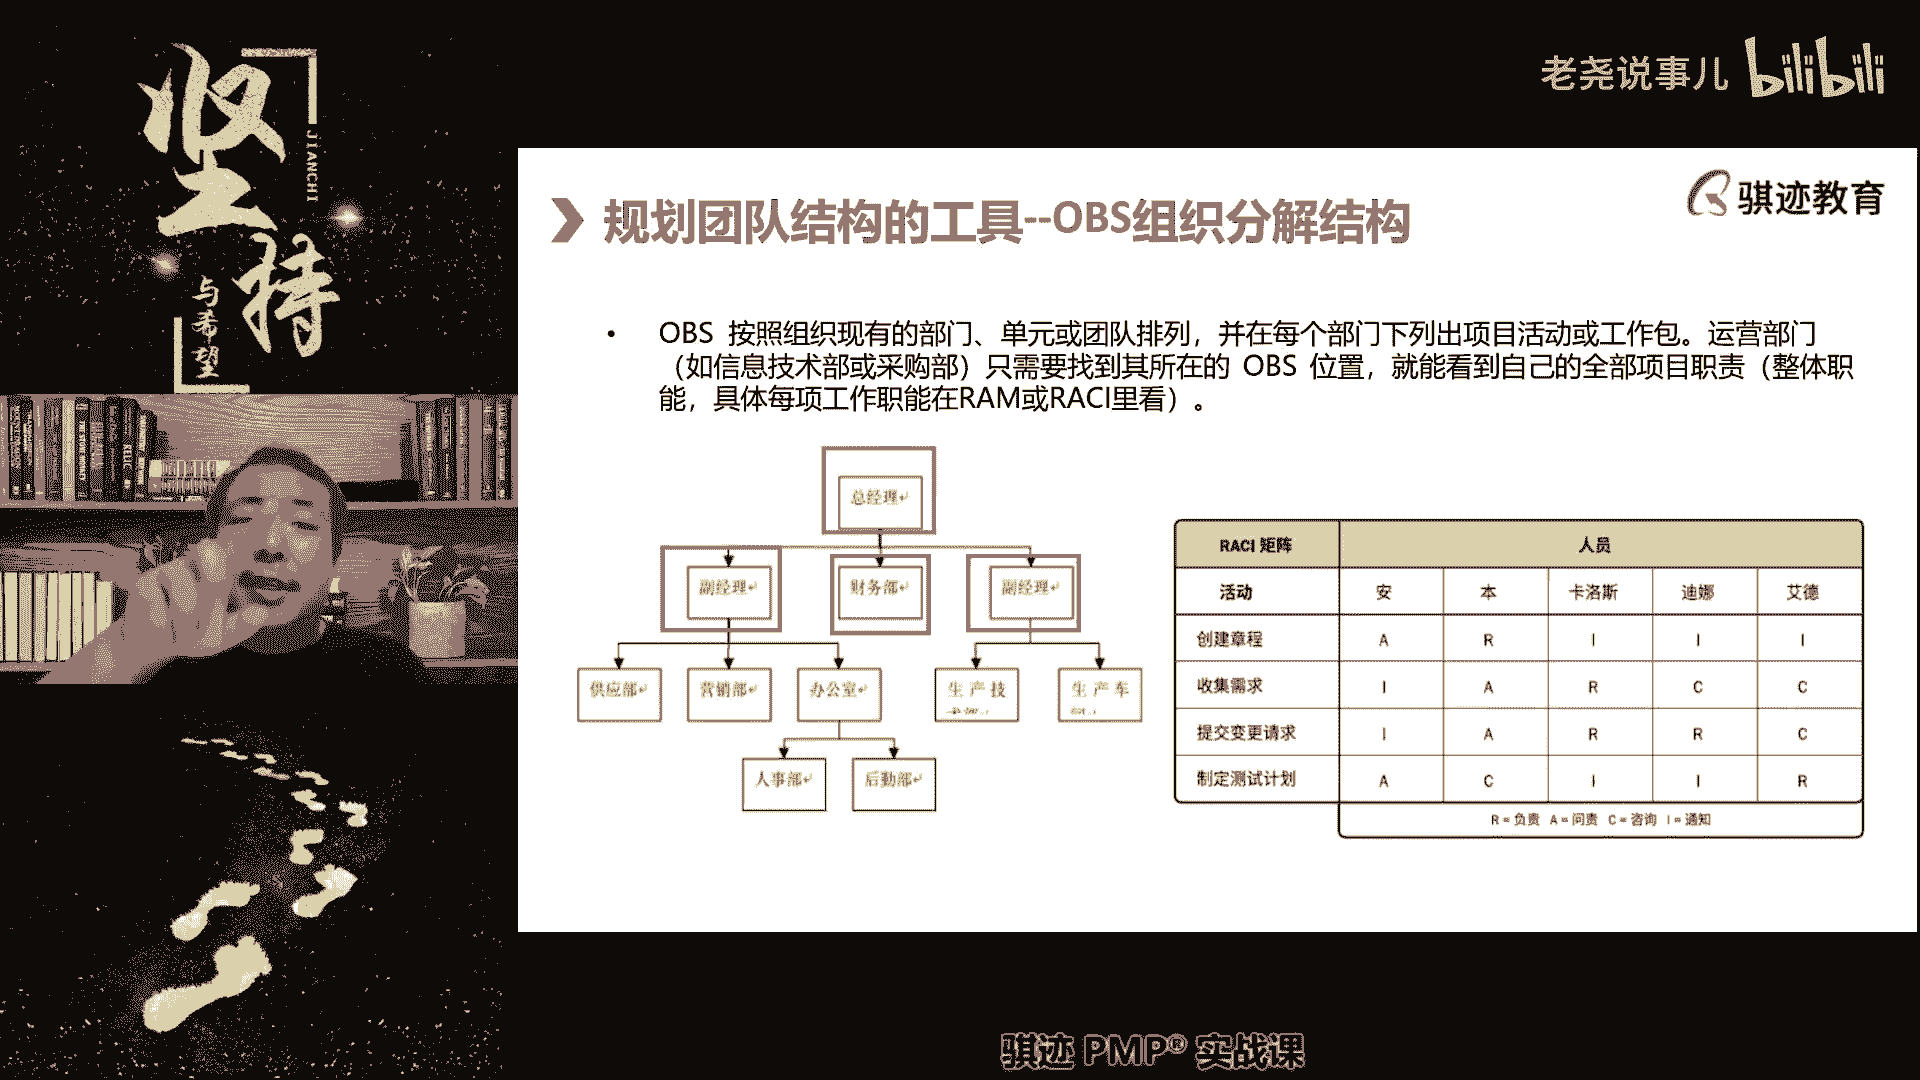 坚持
JIANCHI
与希望
老尧说事儿 bilibili
骐迹教育
规划团队结构的工具--OBS组织分解结构
• OBS 按照组织现有的部门、单元或团队排列，并在每个部门下列出项目活动或工作包。运营部门
（如信息技术部或采购部）只需要找到其所在的 OBS 位置，就能看到自己的全部项目职责（整体职
能，具体每项工作职能在RAM或RACI里看）。
总经理
副经理 财务部 副经理
供应部 营销部 办公室 生产技 生产车
人事部 后勤部
RACI 矩阵 人员
活动 安 本 卡洛斯 迪娜 艾德
创建章程 A R I I I
收集需求 I A R C C
提交变更请求 I A R R C
制定测试计划 A C I I R
R = 负责 A = 问责 C = 咨询 I = 通知
骐迹 PMP® 实战课